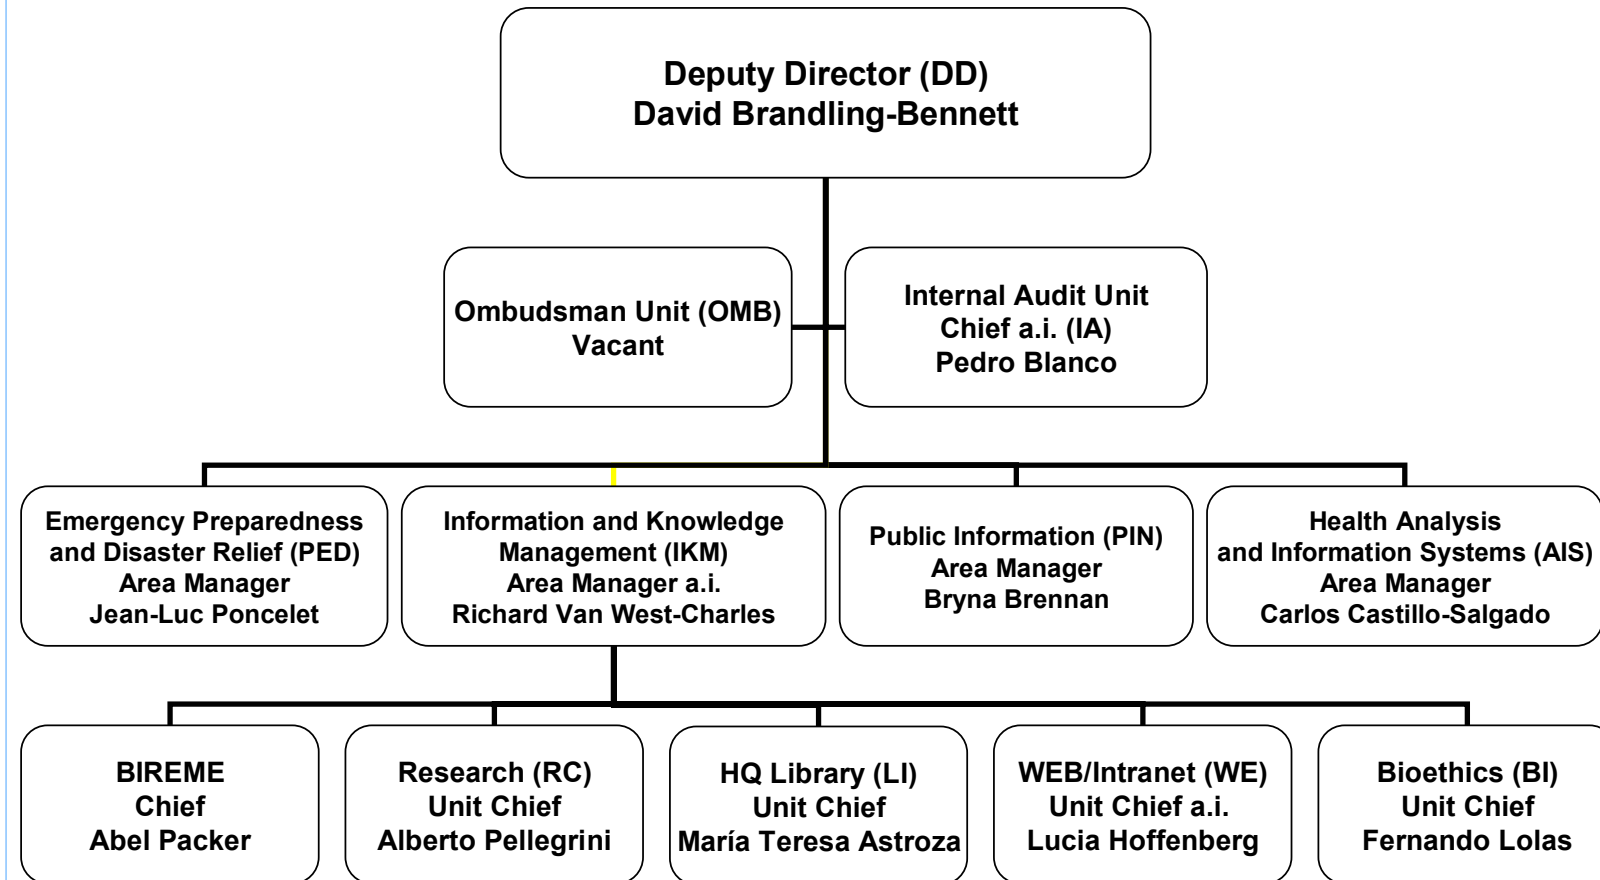 Deputy Director (DD)
David Brandling-Bennett
Ombudsman Unit (OMB)
Vacant
Internal Audit Unit
Chief a.i. (IA)
Pedro Blanco
Emergency Preparedness
and Disaster Relief (PED)
Area Manager
Jean-Luc Poncelet
Information and Knowledge
Management (IKM)
Area Manager a.i.
Richard Van West-Charles
Public Information (PIN)
Area Manager
Bryna Brennan
Health Analysis
and Information Systems (AIS)
Area Manager
Carlos Castillo-Salgado
BIREME
Chief
Abel Packer
Research (RC)
Unit Chief
Alberto Pellegrini
HQ Library (LI)
Unit Chief
María Teresa Astroza
WEB/Intranet (WE)
Unit Chief a.i.
Lucia Hoffenberg
Bioethics (BI)
Unit Chief
Fernando Lolas